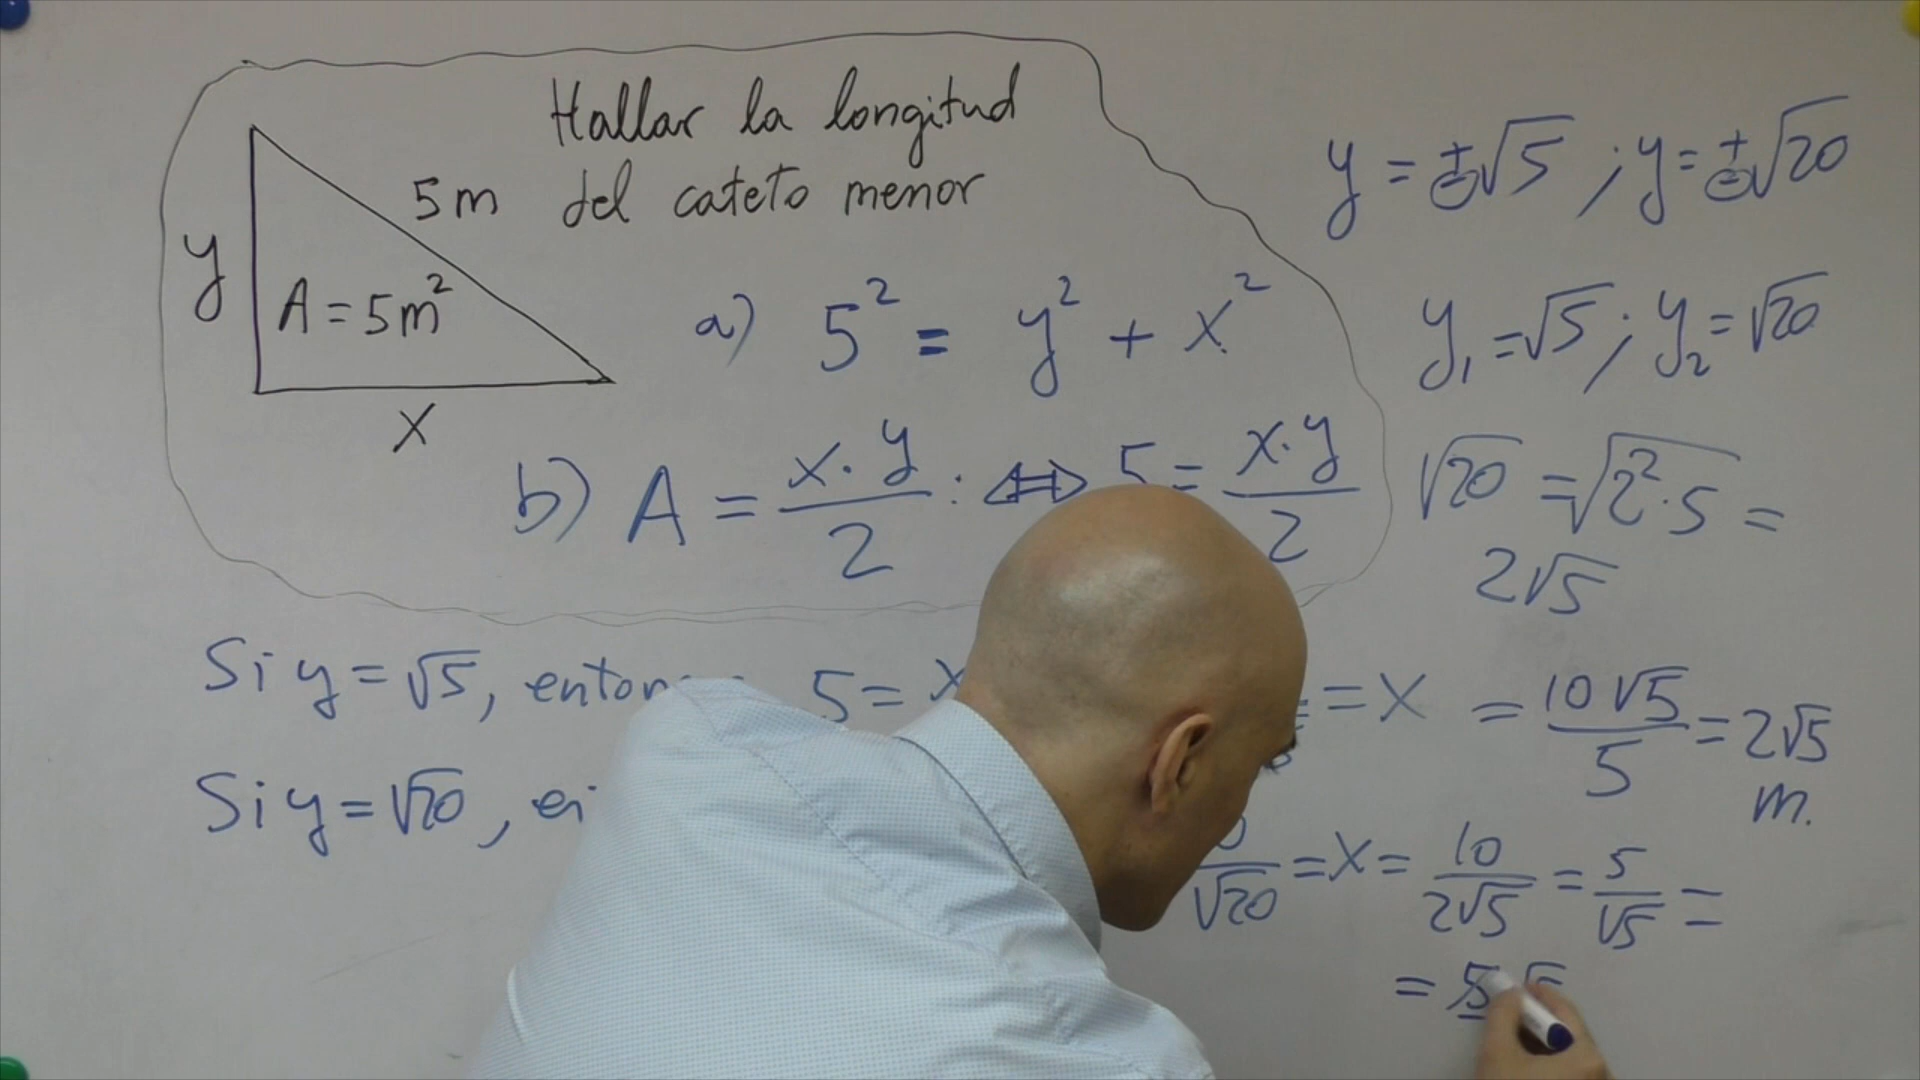 Hallar la longitud
del cateto menor
5m
y
A = 5m²
x
a) 5² = y² + x²
b) A = x·y/2 : ⇔ 5 = x·y/2
y = ±√5 ; y = ±√20
y₁ = √5 ; y₂ = √20
√20 = √2²·5 =
2√5
Si y = √5, = x = 10√5/5 = 2√5
m.
Si y = √20, /√20 = x = 10/2√5 = 5/√5 =
= 5√5